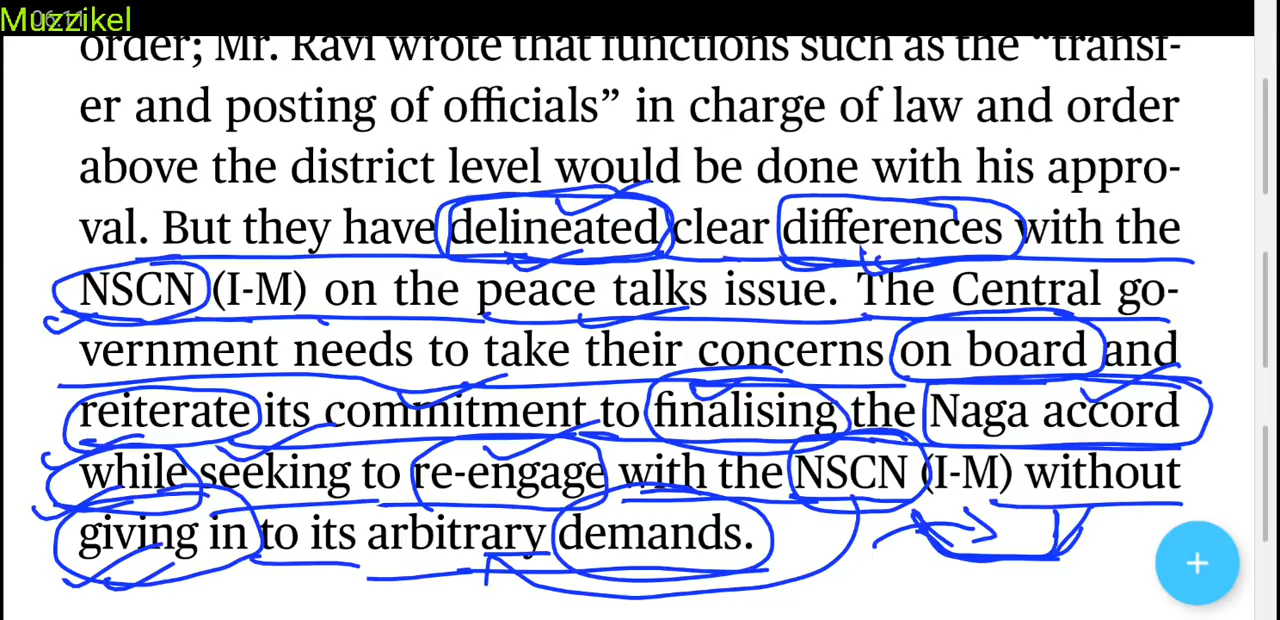 Muzzikel
order; Mr. Ravi wrote that functions such as the “transf-
er and posting of officials” in charge of law and order
above the district level would be done with his appro-
val. But they have delineated clear differences with the
NSCN (I-M) on the peace talks issue. The Central go-
vernment needs to take their concerns on board and
reiterate its commitment to finalising the Naga accord
while seeking to re-engage with the NSCN (I-M) without
giving in to its arbitrary demands.